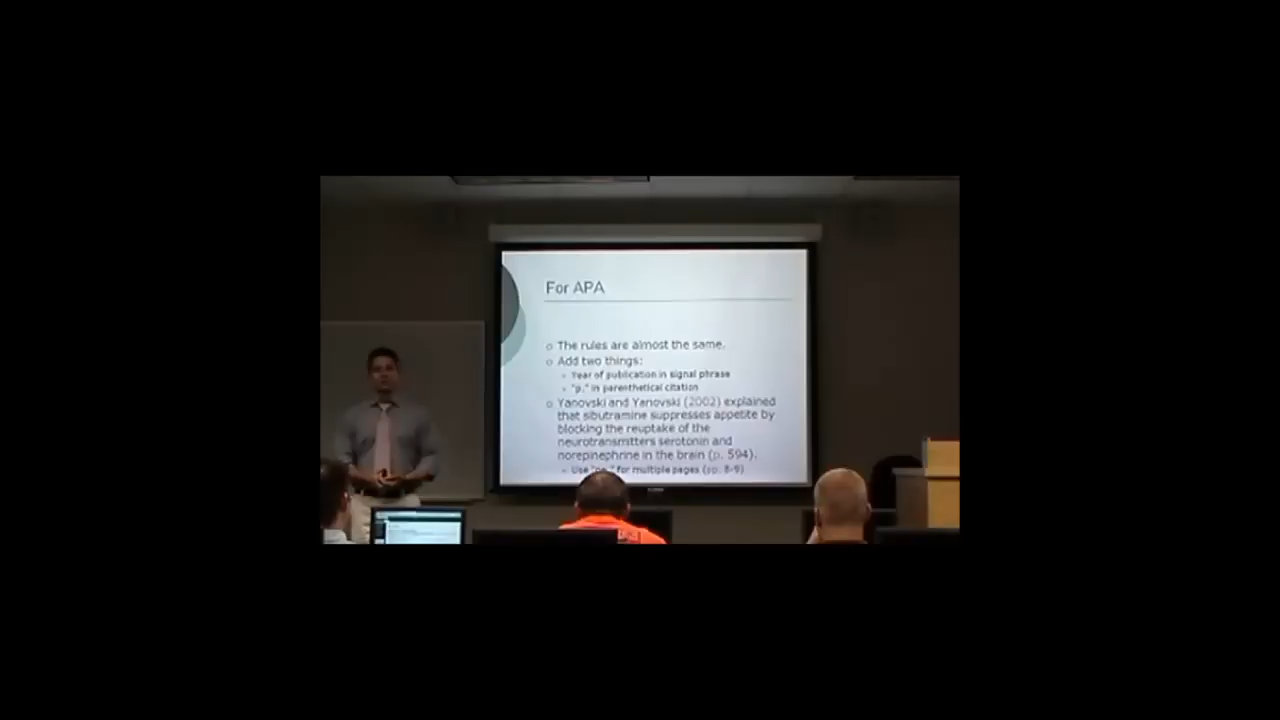 For APA
The rules are almost the same.
Add two things:
Year of publication in signal phrase
"p." in parenthetical citation
Yanovski and Yanovski (2002) explained
that sibutramine suppresses appetite by
blocking the reuptake of the
neurotransmitters serotonin and
norepinephrine in the brain (p. 594).
Use "pp." for multiple pages (pp. 8-9)